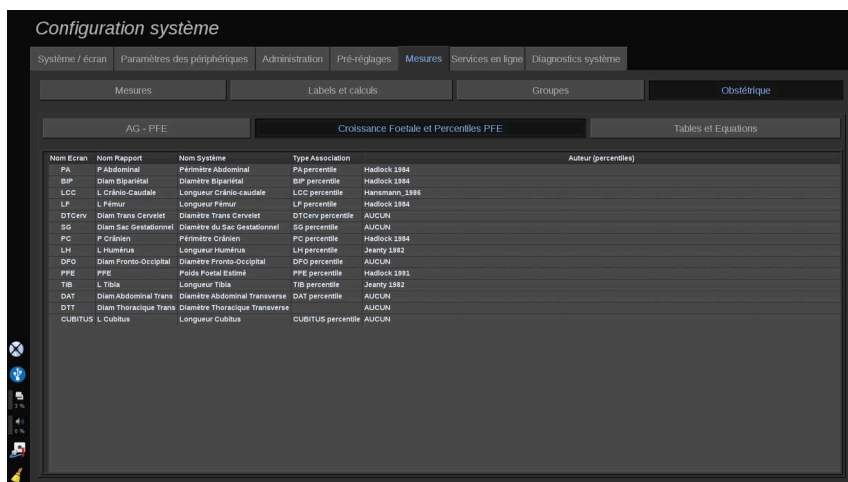 Configuration système
Système / écran Paramètres des périphériques Administration Pré-réglages Mesures Services en ligne Diagnostics système
Mesures Labels et calculs Groupes Obstétrique
AG - PFE Croissance Foetale et Percentiles PFE Tables et Equations
Nom Ecran Nom Rapport Nom Système Type Association Auteur (percentiles)
PA P Abdominal Périmètre Abdominal PA percentile Hadlock 1984
BIP Diam Bipariétal Diamètre Bipariétal BIP percentile Hadlock 1984
LCC L Crânio-Caudale Longueur Crânio-caudale LCC percentile Hansmann_1986
LF L Fémur Longueur Fémur LF percentile Hadlock 1984
DTCerv Diam Trans Cervelet Diamètre Trans Cervelet DTCerv percentile AUCUN
SG Diam Sac Gestationnel Diamètre du Sac Gestationnel SG percentile AUCUN
PC P Crânien Périmètre Crânien PC percentile Hadlock 1984
LH L Humérus Longueur Humérus LH percentile Jeanty 1982
DFO Diam Fronto-Occipital Diamètre Fronto-Occipital DFO percentile AUCUN
PFE PFE Poids Foetal Estimé PFE percentile Hadlock 1991
TIB L Tibia Longueur Tibia TIB percentile Jeanty 1982
DAT Diam Abdominal Trans Diamètre Abdominal Transverse DAT percentile AUCUN
DTT Diam Thoracique Trans Diamètre Thoracique Transverse AUCUN
CUBITUS L Cubitus Longueur Cubitus CUBITUS percentile AUCUN
3 %
0 %